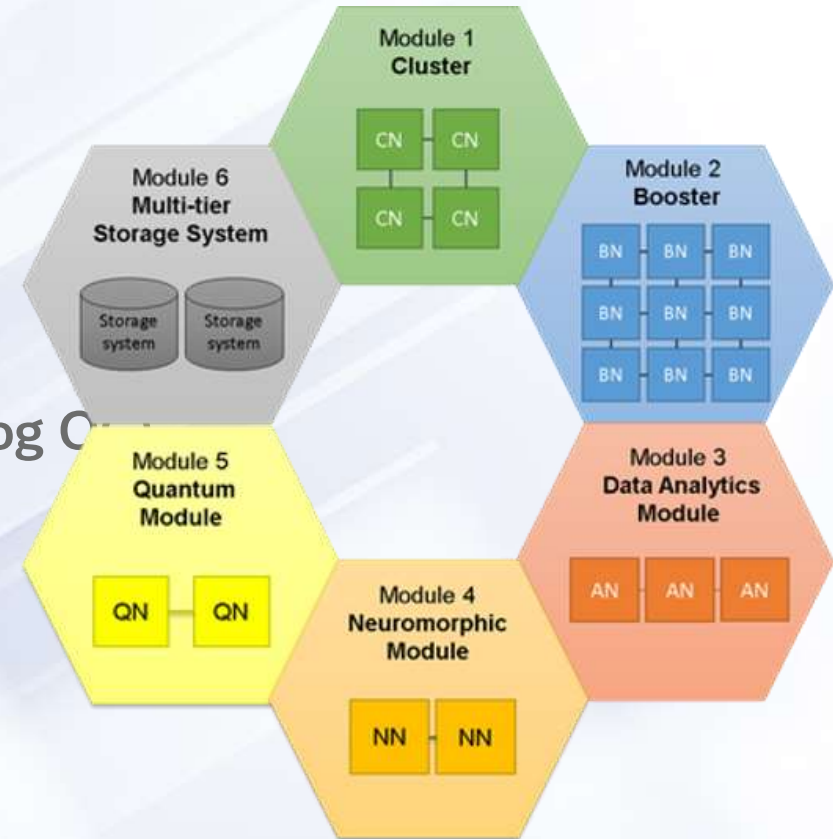 Module 1
Cluster
CN CN
CN CN
Module 2
Booster
BN BN BN
BN BN BN
BN BN BN
Module 3
Data Analytics
Module
AN AN AN
Module 4
Neuromorphic
Module
NN NN
Module 5
Quantum
Module
QN QN
Module 6
Multi-tier
Storage System
Storage
system
Storage
system